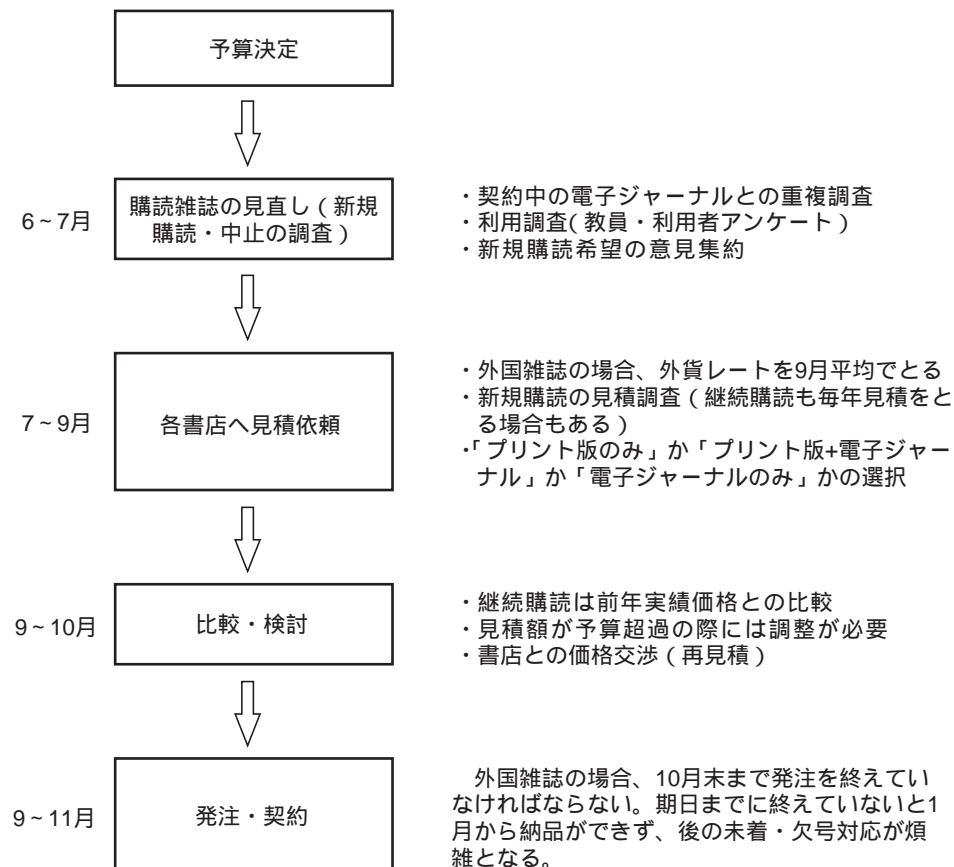 予算決定
6~7月
購読雑誌の見直し(新規
購読・中止の調査)
・契約中の電子ジャーナルとの重複調査
・利用調査(教員・利用者アンケート)
・新規購読希望の意見集約
7~9月
各書店へ見積依頼
・外国雑誌の場合、外貨レートを9月平均でとる
・新規購読の見積調査(継続購読も毎年見積をと
る場合もある)
・「プリント版のみ」か「プリント版+電子ジャー
ナル」か「電子ジャーナルのみ」かの選択
9~10月
比較・検討
・継続購読は前年実績価格との比較
・見積額が予算超過の際には調整が必要
・書店との価格交渉(再見積)
9~11月
発注・契約
外国雑誌の場合、10月末まで発注を終えてい
なければならない。期日までに終えていないと1
月から納品ができず、後の未着・欠号対応が煩
雑となる。